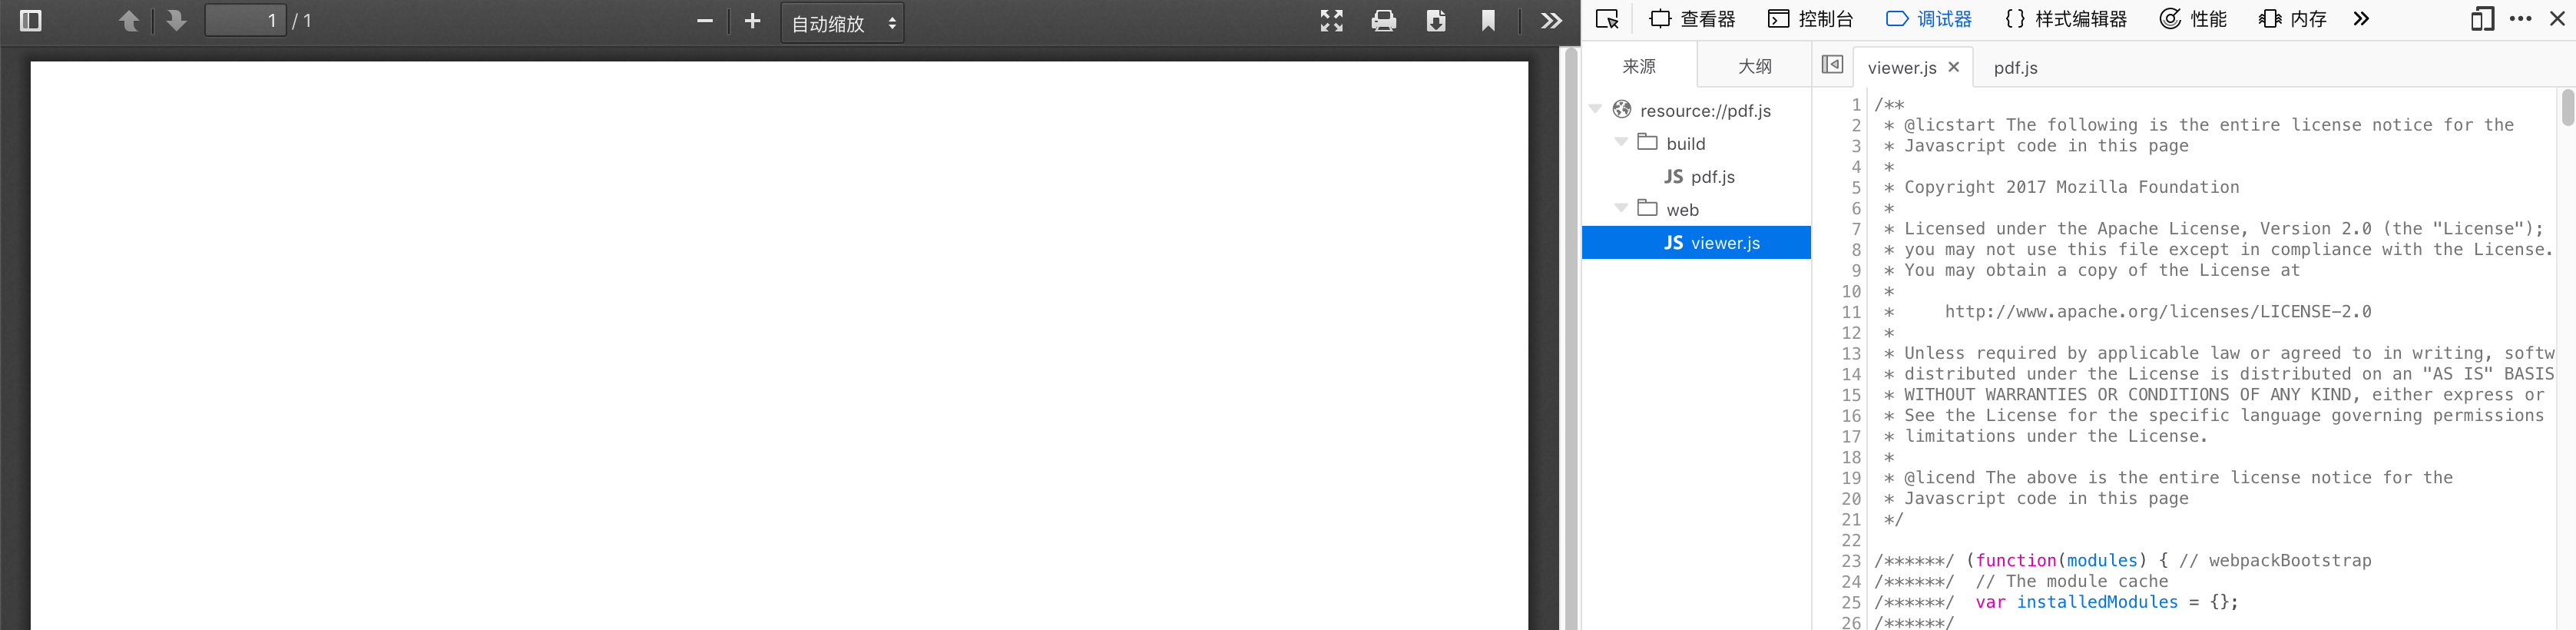 1 / 1
自动缩放
查看器 控制台 调试器 {} 样式编辑器 性能 内存
来源 大纲
resource://pdf.js
build
JS pdf.js
web
JS viewer.js
viewer.js pdf.js
1 /**
2 * @licstart The following is the entire license notice for the
3 * Javascript code in this page
4 *
5 * Copyright 2017 Mozilla Foundation
6 *
7 * Licensed under the Apache License, Version 2.0 (the "License");
8 * you may not use this file except in compliance with the License.
9 * You may obtain a copy of the License at
10 *
11 *     http://www.apache.org/licenses/LICENSE-2.0
12 *
13 * Unless required by applicable law or agreed to in writing, softw
14 * distributed under the License is distributed on an "AS IS" BASIS
15 * WITHOUT WARRANTIES OR CONDITIONS OF ANY KIND, either express or
16 * See the License for the specific language governing permissions
17 * limitations under the License.
18 *
19 * @licend The above is the entire license notice for the
20 * Javascript code in this page
21 */
22
23 /******/ (function(modules) { // webpackBootstrap
24 /******/  // The module cache
25 /******/  var installedModules = {};
26 /******/